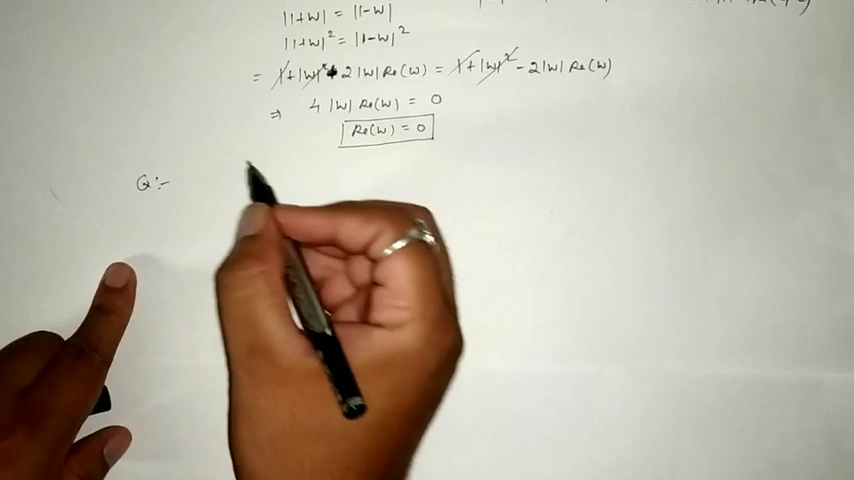 |1+W| = |1-W|
|1+W|² = |1-W|²
= 1+|W|² + 2|W| Re(W) = 1+|W|² - 2|W| Re(W)
⇒ 4 |W| Re(W) = 0
Re(W) = 0
Q:-